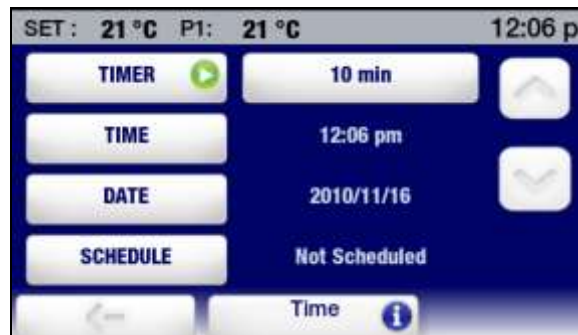 SET : 21 °C P1: 21 °C 12:06 p
TIMER 10 min
TIME 12:06 pm
DATE 2010/11/16
SCHEDULE Not Scheduled
Time i